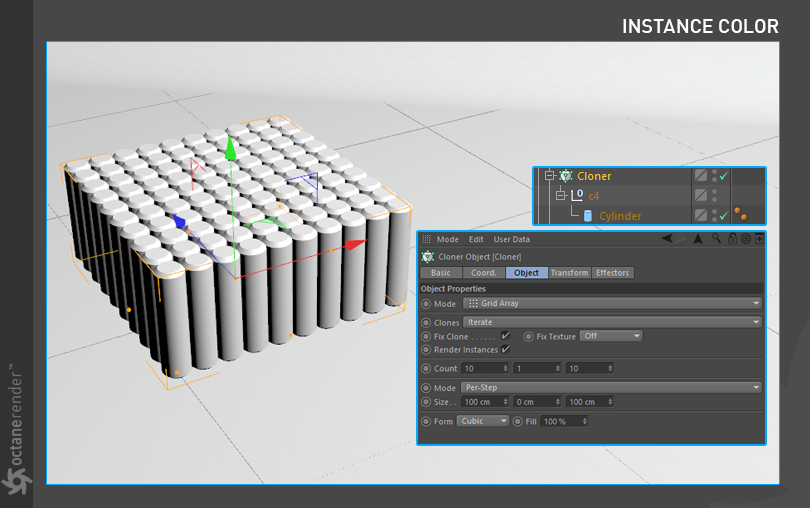 INSTANCE COLOR
Cloner
0
c4
Cylinder
Mode Edit User Data
Cloner Object [Cloner]
Basic Coord. Object Transform Effectors
Object Properties
Mode Grid Array
Clones Iterate
Fix Clone . . . . . . Fix Texture Off
Render Instances
Count 10 1 10
Mode Per-Step
Size . . 100 cm 0 cm 100 cm
Form Cubic Fill 100 %
octanerender™